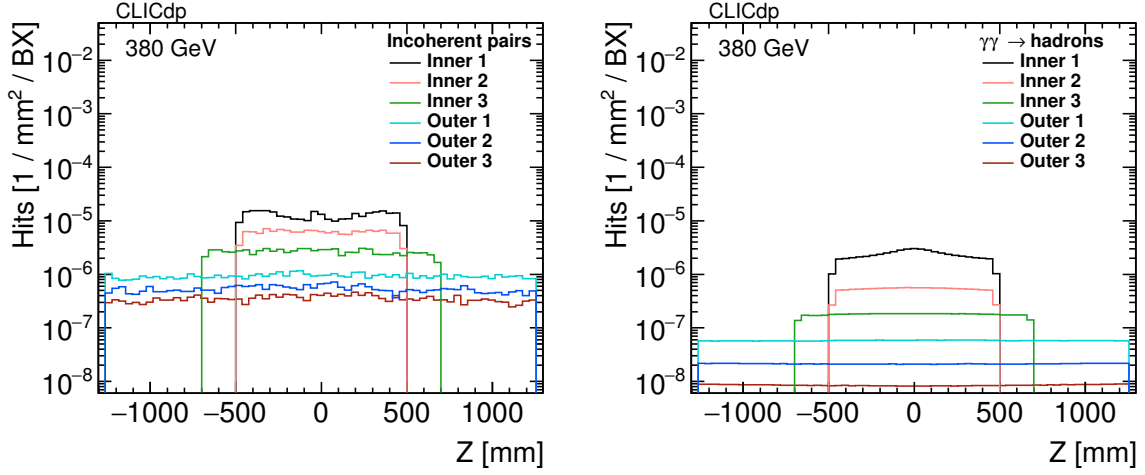 CLICdp
380 GeV
Incoherent pairs
Inner 1
Inner 2
Inner 3
Outer 1
Outer 2
Outer 3
Hits [1 / mm² / BX]
10⁻²
10⁻³
10⁻⁴
10⁻⁵
10⁻⁶
10⁻⁷
10⁻⁸
−1000 −500 0 500 1000
Z [mm]
CLICdp
380 GeV
γγ → hadrons
Inner 1
Inner 2
Inner 3
Outer 1
Outer 2
Outer 3
Hits [1 / mm² / BX]
10⁻²
10⁻³
10⁻⁴
10⁻⁵
10⁻⁶
10⁻⁷
10⁻⁸
−1000 −500 0 500 1000
Z [mm]